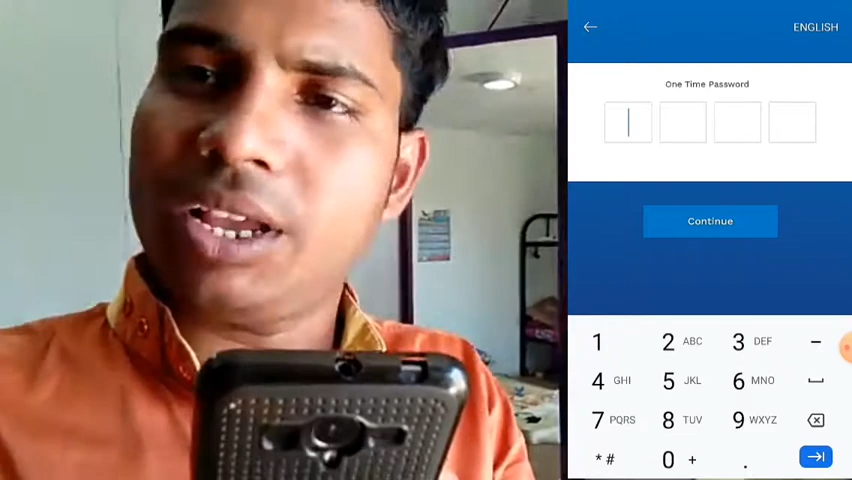 ENGLISH
One Time Password
Continue
1
2 ABC
3 DEF
4 GHI
5 JKL
6 MNO
7 PQRS
8 TUV
9 WXYZ
* #
0 +
.